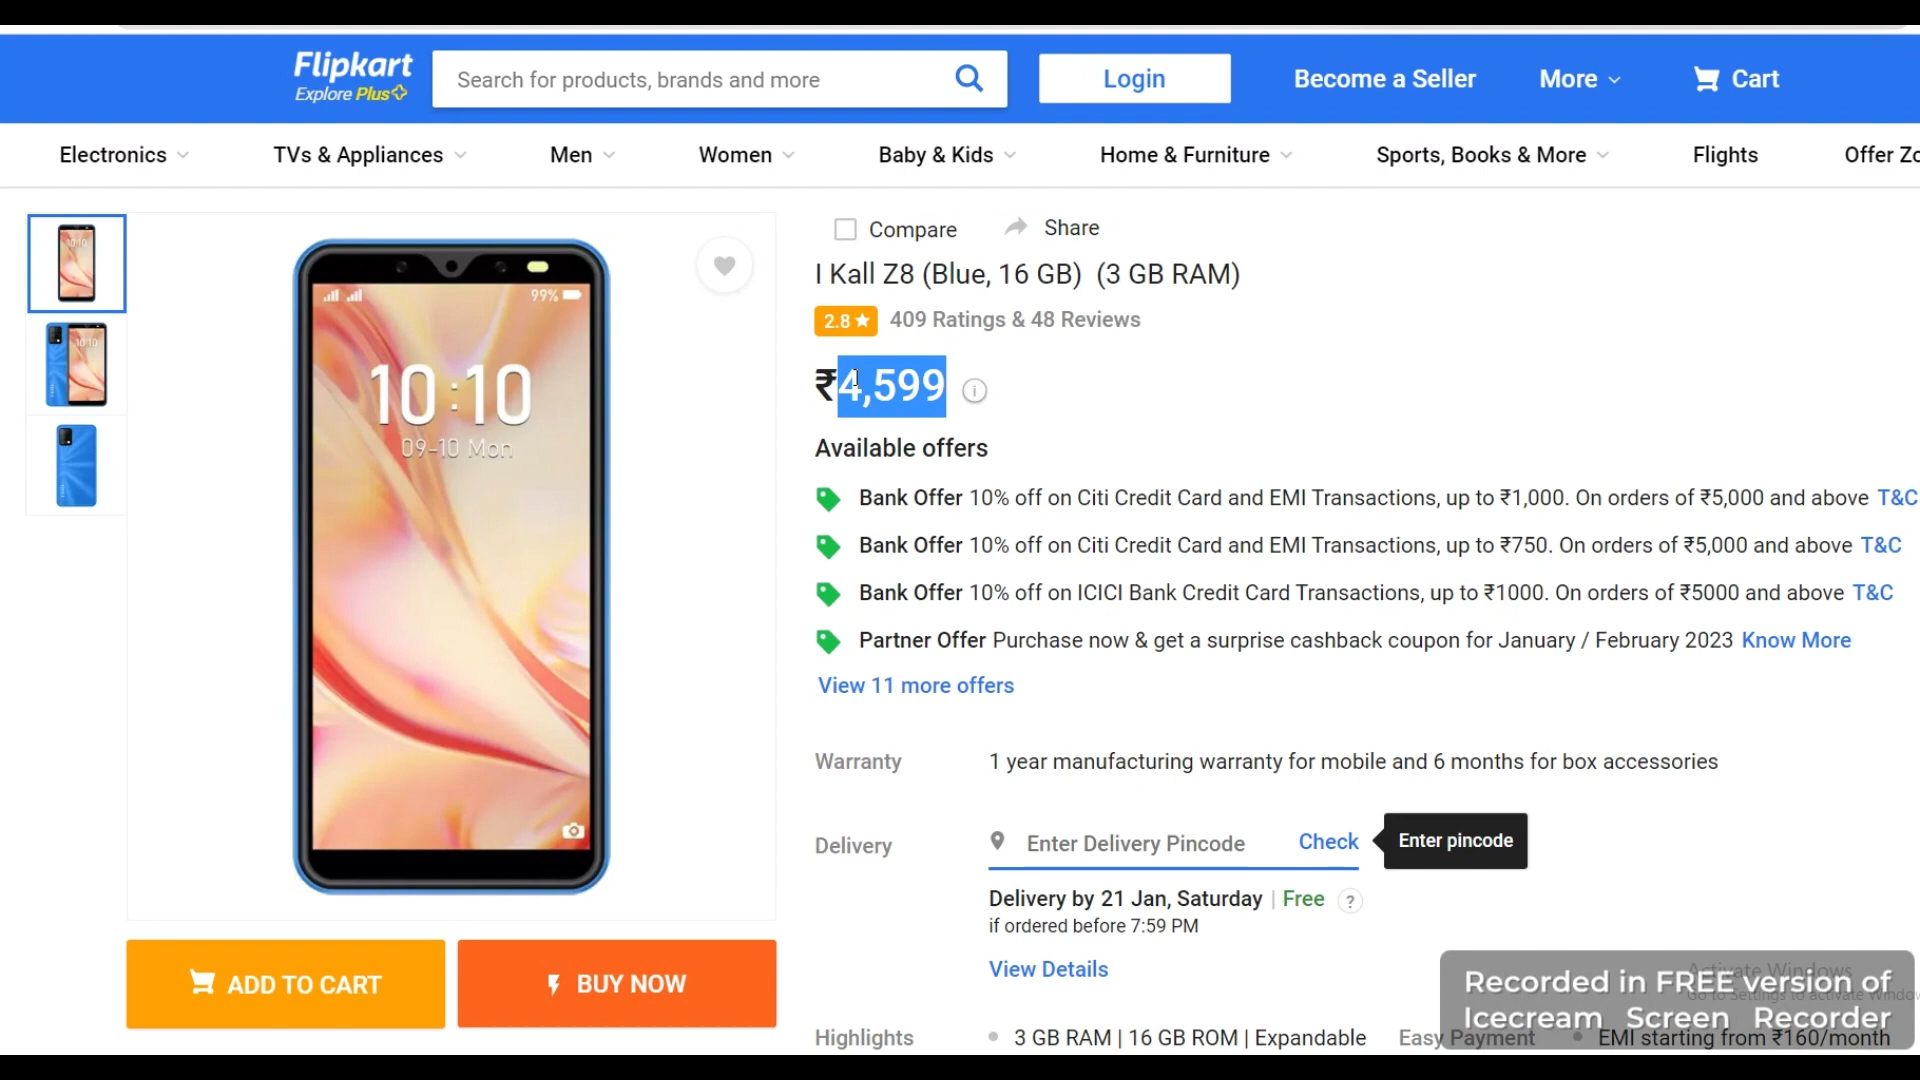 Flipkart
Explore Plus
Search for products, brands and more
Login
Become a Seller
More
Cart
Electronics
TVs & Appliances
Men
Women
Baby & Kids
Home & Furniture
Sports, Books & More
Flights
Offer Zo
Compare
Share
I Kall Z8 (Blue, 16 GB) (3 GB RAM)
2.8★ 409 Ratings & 48 Reviews
₹4,599
99%
10:10
09-10 Mon
Available offers
Bank Offer 10% off on Citi Credit Card and EMI Transactions, up to ₹1,000. On orders of ₹5,000 and above T&C
Bank Offer 10% off on Citi Credit Card and EMI Transactions, up to ₹750. On orders of ₹5,000 and above T&C
Bank Offer 10% off on ICICI Bank Credit Card Transactions, up to ₹1000. On orders of ₹5000 and above T&C
Partner Offer Purchase now & get a surprise cashback coupon for January / February 2023 Know More
View 11 more offers
Warranty 1 year manufacturing warranty for mobile and 6 months for box accessories
Delivery Enter Delivery Pincode Check Enter pincode
Delivery by 21 Jan, Saturday | Free ?
if ordered before 7:59 PM
View Details
ADD TO CART
BUY NOW
Activate Windows
Go to Settings to activate Windows
Recorded in FREE version of
Icecream Screen Recorder
Highlights 3 GB RAM | 16 GB ROM | Expandable
Easy Payment EMI starting from ₹160/month